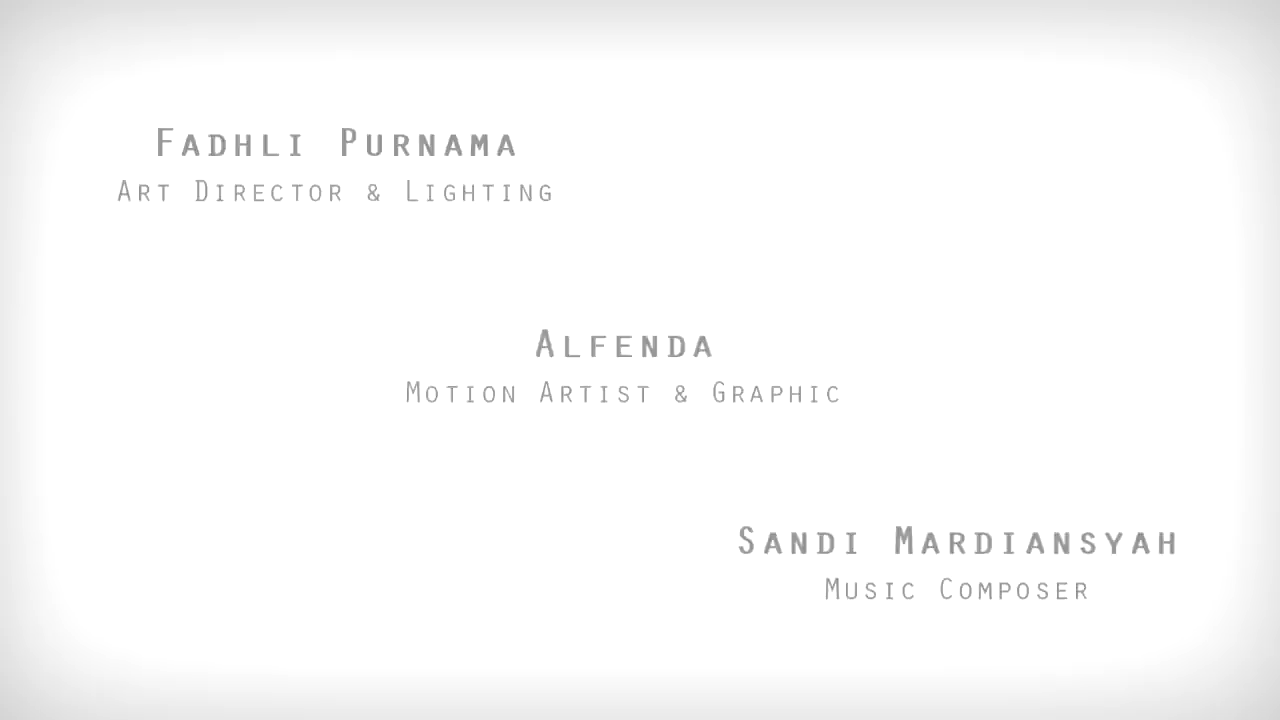 Fadhli Purnama
Art Director & Lighting
Alfenda
Motion Artist & Graphic
Sandi Mardiansyah
Music Composer